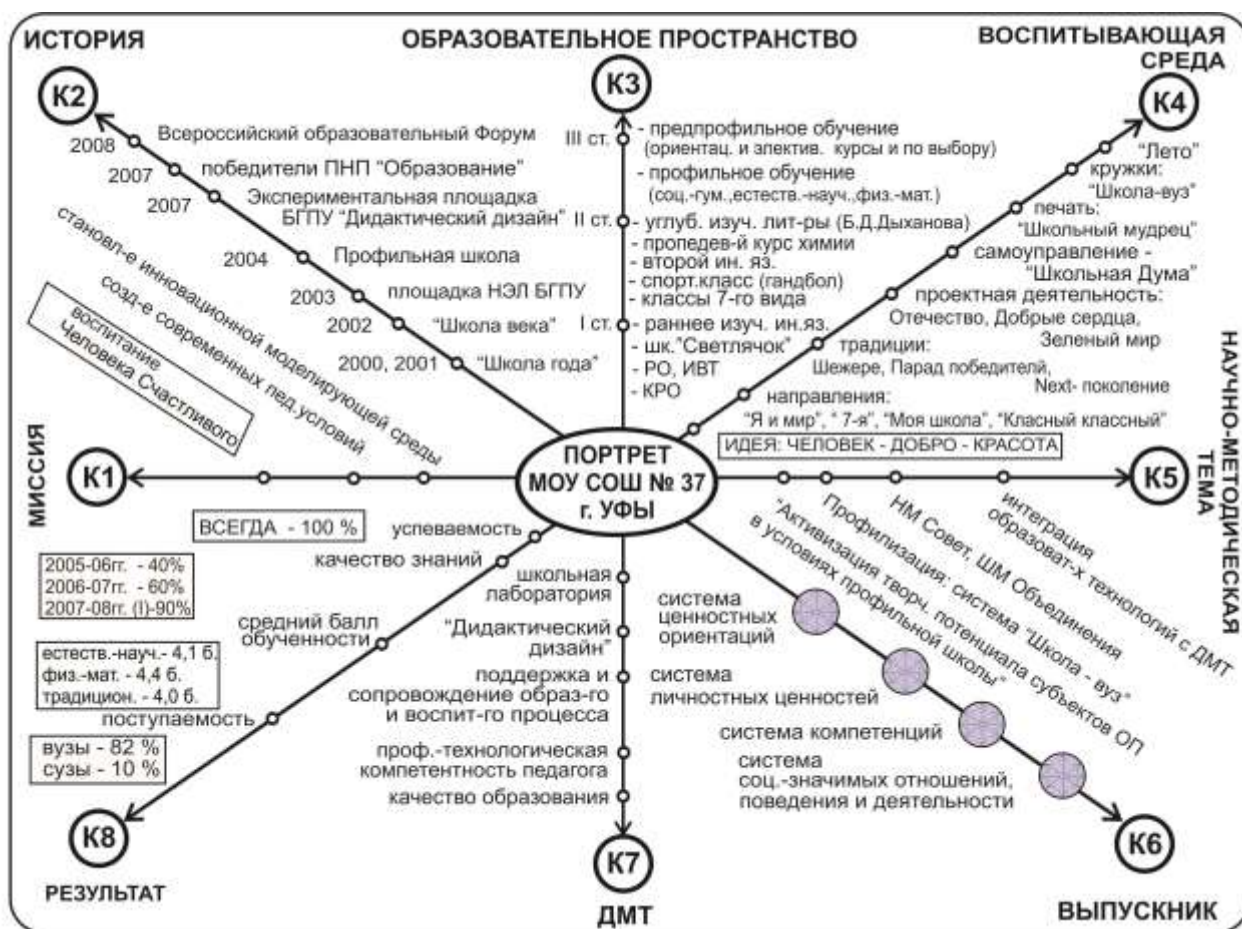 ИСТОРИЯ
К2
2008
Всероссийский образовательный Форум
2007
победители ПНП "Образование"
2007
Экспериментальная площадка
БГПУ "Дидактический дизайн"
2004
Профильная школа
2003
площадка НЭЛ БГПУ
2002
"Школа века"
2000, 2001
"Школа года"
ОБРАЗОВАТЕЛЬНОЕ ПРОСТРАНСТВО
К3
III ст.
- предпрофильное обучение
(ориентац. и электив. курсы и по выбору)
- профильное обучение
(соц.-гум.,естеств.-науч.,физ.-мат.)
II ст.
- углуб. изуч. лит-ры (Б.Д.Дыханова)
- пропедев-й курс химии
- второй ин. яз.
- спорт.класс (гандбол)
- классы 7-го вида
I ст.
- раннее изуч. ин.яз.
- шк."Светлячок"
- РО, ИВТ
- КРО
ВОСПИТЫВАЮЩАЯ
СРЕДА
К4
"Лето"
кружки:
"Школа-вуз"
печать:
"Школьный мудрец"
самоуправление -
"Школьная Дума"
проектная деятельность:
Отечество, Добрые сердца,
Зеленый мир
традиции:
Шежере, Парад победителй,
Next- поколение
направления:
"Я и мир", " 7-я", "Моя школа", "Класный классный"
ИДЕЯ: ЧЕЛОВЕК - ДОБРО - КРАСОТА
МИССИЯ
К1
становл-е инновационной моделирующей среды
созд-е современных пед.условий
воспитание
Человека Счастливого
ПОРТРЕТ
МОУ СОШ № 37
г. УФЫ
НАУЧНО-МЕТОДИЧЕСКАЯ
ТЕМА
К5
"Активизация творч. потенциала субъектов ОП
в условиях профильной школы"
Профилизация: система "Школа - вуз"
НМ Совет, ШМ Объединения
интеграция
образоват-х технологий с ДМТ
система
ценностных
ориентаций
система
личностных ценностей
система компетенций
система
соц.-значимых отношений,
поведения и деятельности
К6
ВЫПУСКНИК
школьная
лаборатория
"Дидактический
дизайн"
поддержка и
сопровождение образ-го
и воспит-го процесса
проф.-технологическая
компетентность педагога
качество образования
К7
ДМТ
ВСЕГДА - 100 %
успеваемость
качество знаний
2005-06гг. - 40%
2006-07гг. - 60%
2007-08гг. (I)-90%
средний балл
обученности
естеств.-науч.- 4,1 б.
физ.-мат. - 4,4 б.
традицион. - 4,0 б.
поступаемость
вузы - 82 %
сузы - 10 %
К8
РЕЗУЛЬТАТ